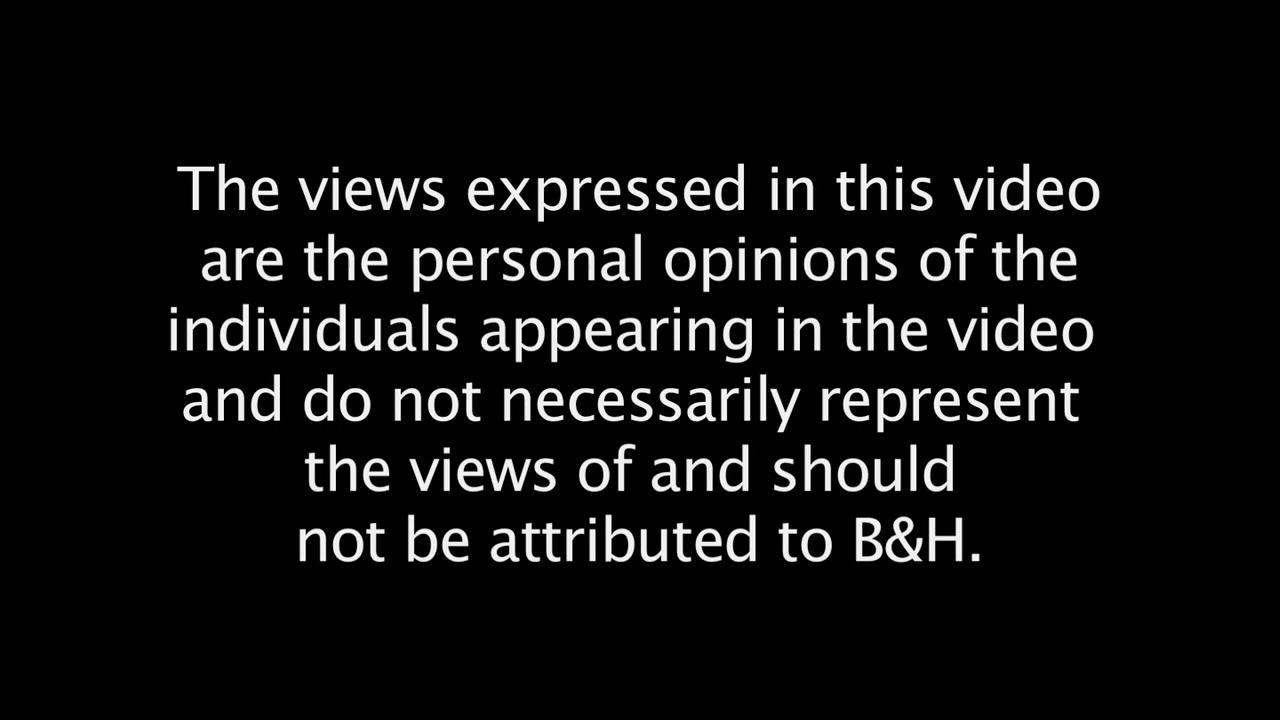 The views expressed in this video
are the personal opinions of the
individuals appearing in the video
and do not necessarily represent
the views of and should
not be attributed to B&H.